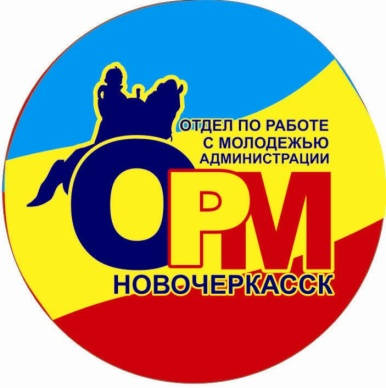 ОТДЕЛ ПО РАБОТЕ
С МОЛОДЕЖЬЮ
АДМИНИСТРАЦИИ
ОРМ
НОВОЧЕРКАССК